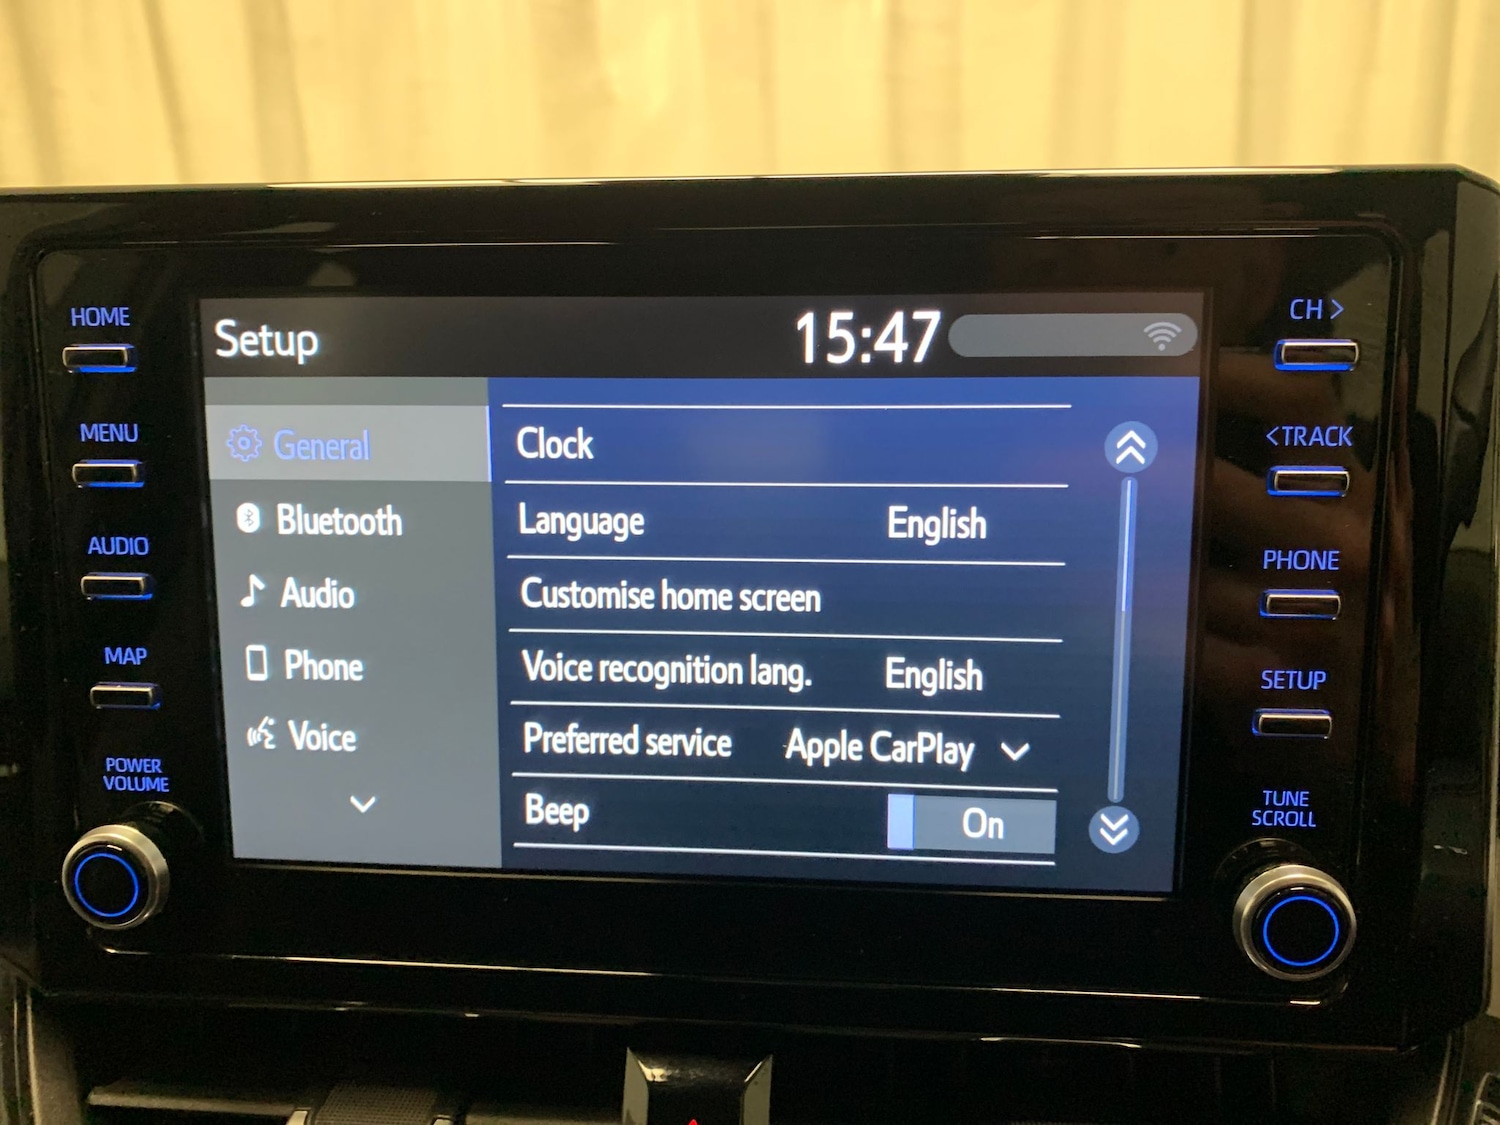 HOME
MENU
AUDIO
MAP
POWER
VOLUME
Setup
15:47
General
Bluetooth
Audio
Phone
Voice
Clock
Language English
Customise home screen
Voice recognition lang. English
Preferred service Apple CarPlay
Beep On
CH >
<TRACK
PHONE
SETUP
TUNE
SCROLL